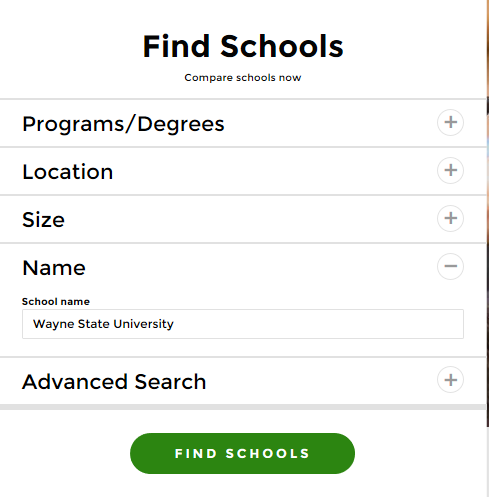 Find Schools
Compare schools now
Programs/Degrees
Location
Size
Name
School name
Wayne State University
Advanced Search
FIND SCHOOLS